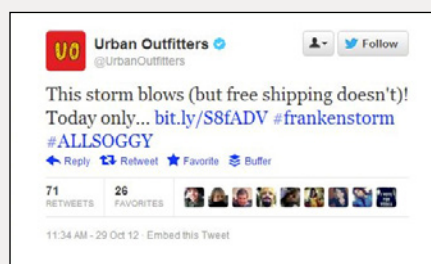 UO
Urban Outfitters
@UrbanOutfitters
Follow
This storm blows (but free shipping doesn't)!
Today only... bit.ly/S8fADV #frankenstorm
#ALLSOGGY
Reply Retweet Favorite Buffer
71 26
RETWEETS FAVORITES
11:34 AM - 29 Oct 12 · Embed this Tweet